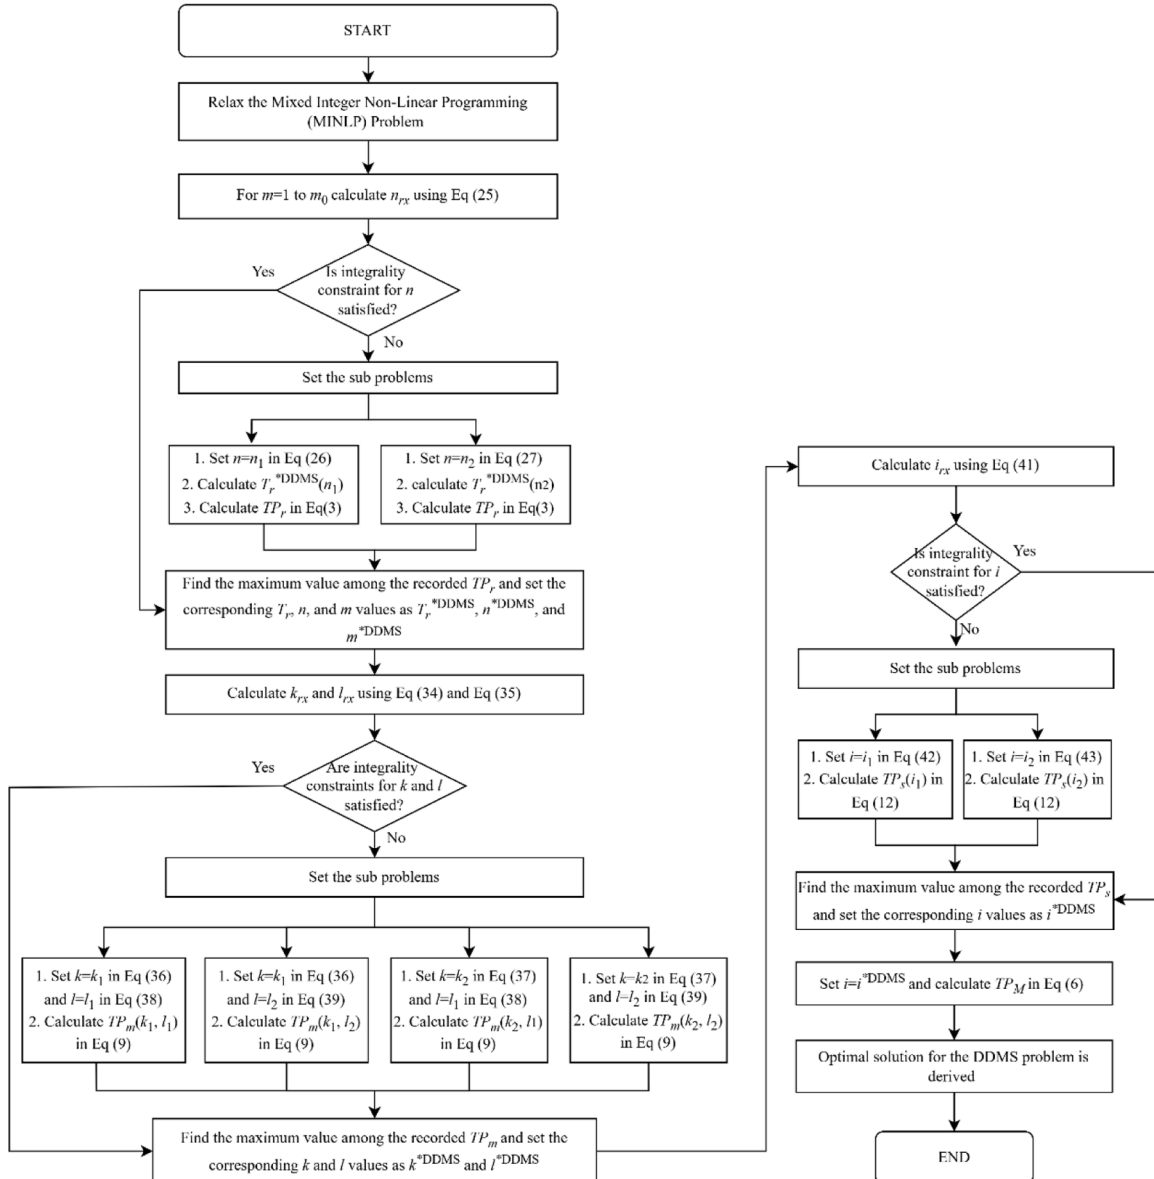 START
Relax the Mixed Integer Non-Linear Programming
(MINLP) Problem
For m=1 to m0 calculate nrx using Eq (25)
Is integrality
constraint for n
satisfied?
Yes
No
Set the sub problems
1. Set n=n1 in Eq (26)
2. Calculate Tr*DDMS(n1)
3. Calculate TPr in Eq(3)
1. Set n=n2 in Eq (27)
2. calculate Tr*DDMS(n2)
3. Calculate TPr in Eq(3)
Find the maximum value among the recorded TPr and set the
corresponding Tr, n, and m values as Tr*DDMS, n*DDMS, and
m*DDMS
Calculate krx and lrx using Eq (34) and Eq (35)
Are integrality
constraints for k and l
satisfied?
Yes
No
Set the sub problems
1. Set k=k1 in Eq (36)
and l=l1 in Eq (38)
2. Calculate TPm(k1, l1)
in Eq (9)
1. Set k=k1 in Eq (36)
and l=l2 in Eq (39)
2. Calculate TPm(k1, l2)
in Eq (9)
1. Set k=k2 in Eq (37)
and l=l1 in Eq (38)
2. Calculate TPm(k2, l1)
in Eq (9)
1. Set k=k2 in Eq (37)
and l=l2 in Eq (39)
2. Calculate TPm(k2, l2)
in Eq (9)
Find the maximum value among the recorded TPm and set the
corresponding k and l values as k*DDMS and l*DDMS
Calculate irx using Eq (41)
Is integrality
constraint for i
satisfied?
Yes
No
Set the sub problems
1. Set i=i1 in Eq (42)
2. Calculate TPs(i1) in
Eq (12)
1. Set i=i2 in Eq (43)
2. Calculate TPs(i2) in
Eq (12)
Find the maximum value among the recorded TPs
and set the corresponding i values as i*DDMS
Set i=i*DDMS and calculate TPM in Eq (6)
Optimal solution for the DDMS problem is
derived
END